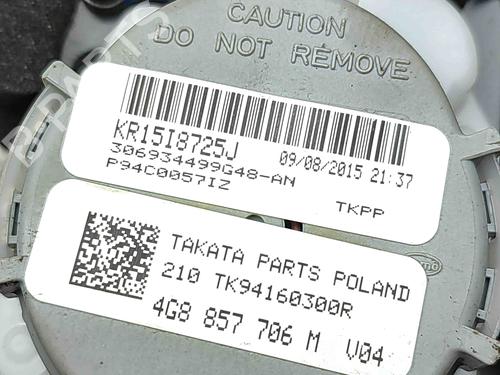 CAUTION
DO NOT REMOVE
KR15I8725J
09/08/2015 21:37
306934499G48-AN
P94C0057IZ
TKPP
TAKATA PARTS POLAND
210 TK94160300R
4G8 857 706 M V04